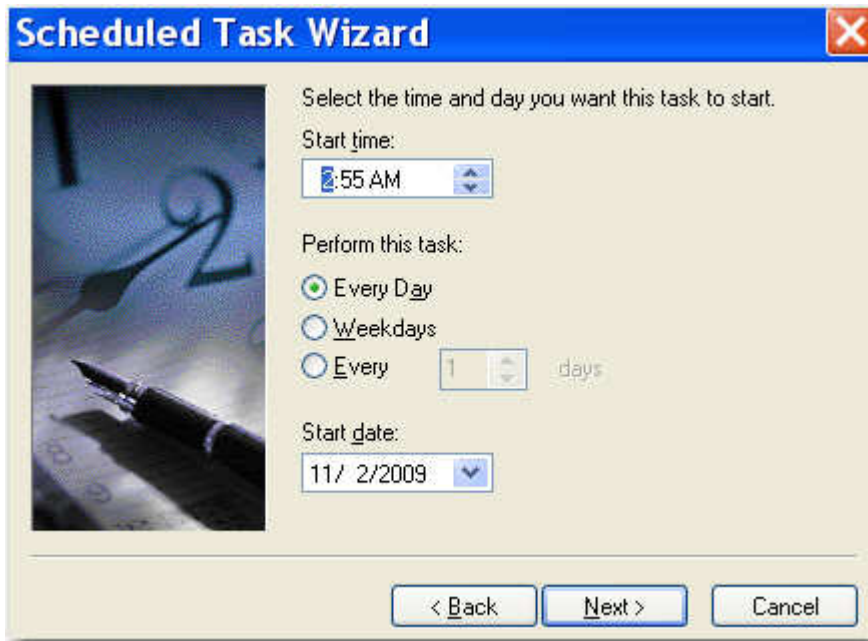 Scheduled Task Wizard
Select the time and day you want this task to start.
Start time:
2:55 AM
Perform this task:
Every Day
Weekdays
Every 1 days
Start date:
11/ 2/2009
< Back Next > Cancel